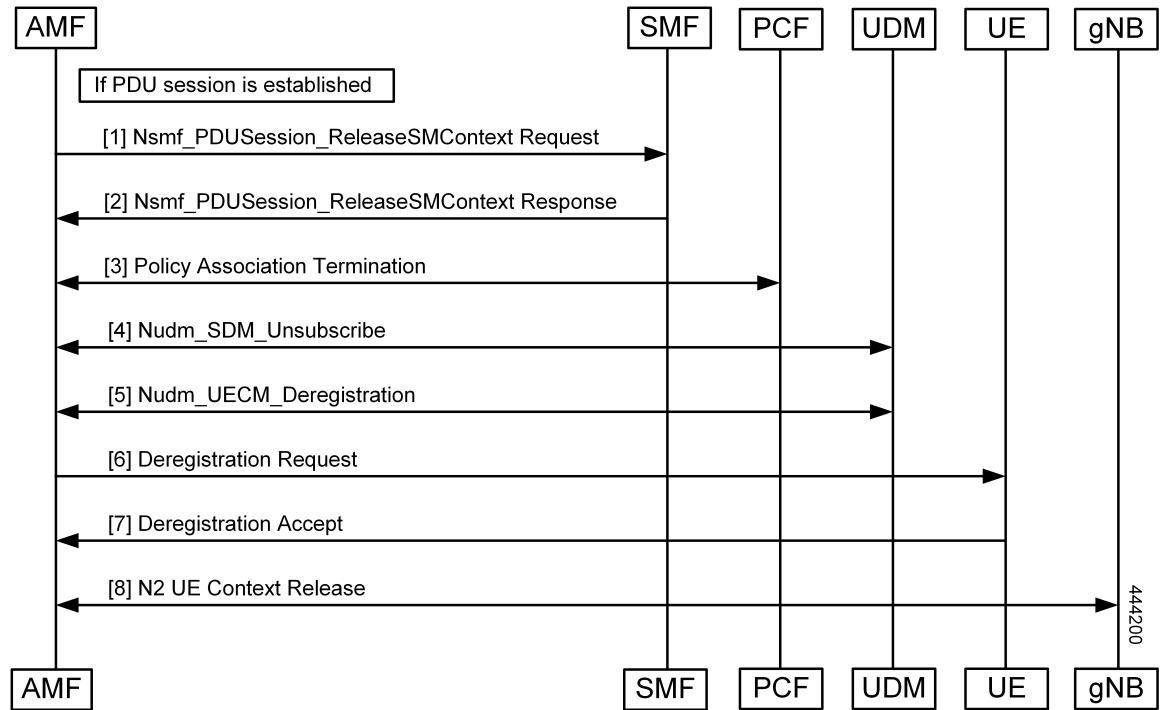 AMF SMF PCF UDM UE gNB
If PDU session is established
[1] Nsmf_PDUSession_ReleaseSMContext Request
[2] Nsmf_PDUSession_ReleaseSMContext Response
[3] Policy Association Termination
[4] Nudm_SDM_Unsubscribe
[5] Nudm_UECM_Deregistration
[6] Deregistration Request
[7] Deregistration Accept
[8] N2 UE Context Release
444200
AMF SMF PCF UDM UE gNB